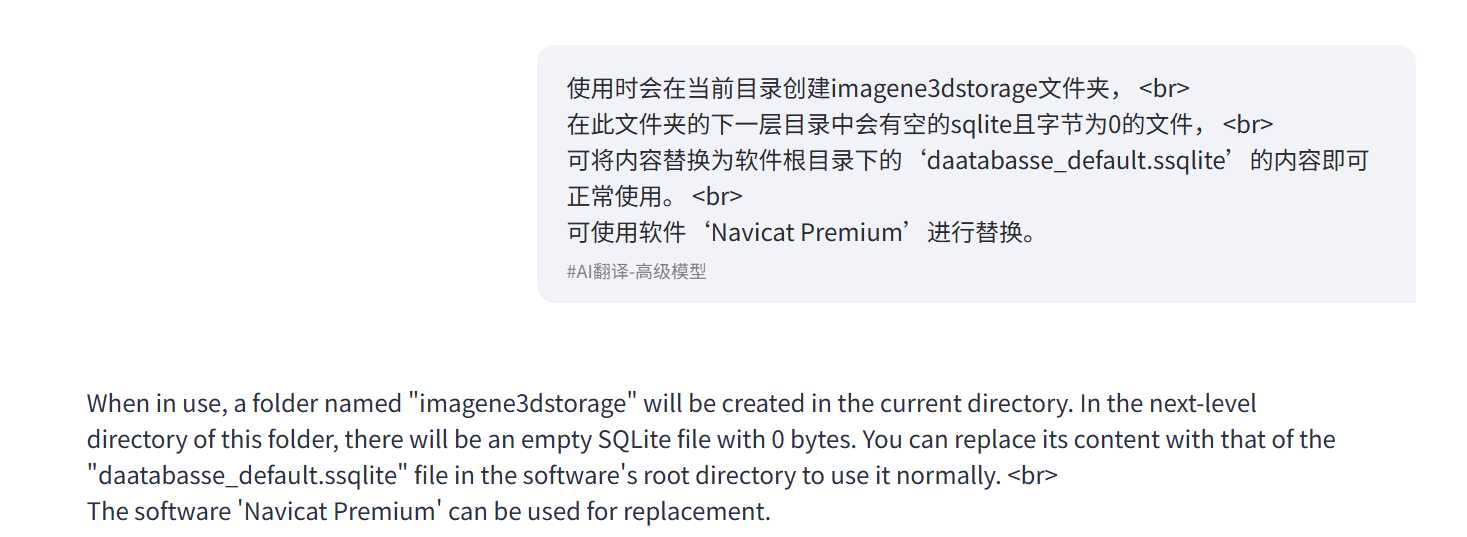 使用时会在当前目录创建imagene3dstorage文件夹， <br>
在此文件夹的下一层目录中会有空的sqlite且字节为0的文件， <br>
可将内容替换为软件根目录下的‘daatabasse_default.ssqlite’的内容即可
正常使用。 <br>
可使用软件‘Navicat Premium’进行替换。
#AI翻译-高级模型
When in use, a folder named "imagene3dstorage" will be created in the current directory. In the next-level
directory of this folder, there will be an empty SQLite file with 0 bytes. You can replace its content with that of the
"daatabasse_default.ssqlite" file in the software's root directory to use it normally. <br>
The software 'Navicat Premium' can be used for replacement.